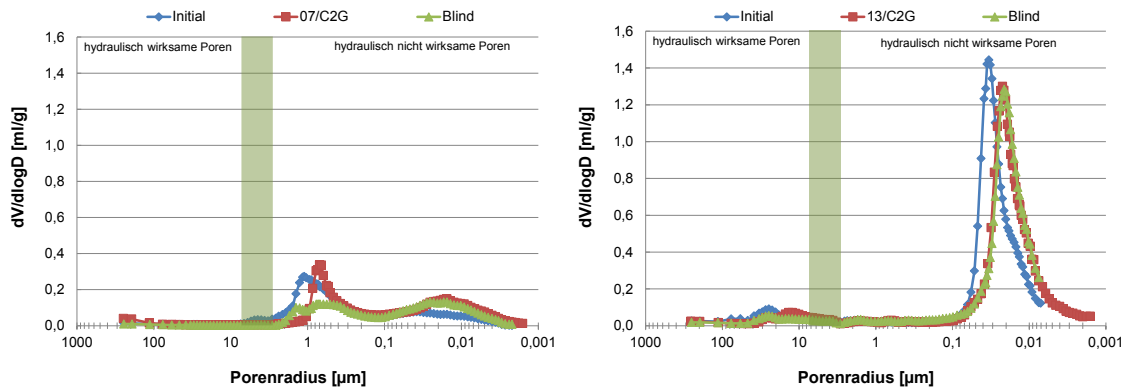 Initial 07/C2G Blind
1,6
hydraulisch wirksame Poren hydraulisch nicht wirksame Poren
1,4
1,2
1,0
0,8
0,6
0,4
0,2
0,0
1000 100 10 1 0,1 0,01 0,001
dV/dlogD [ml/g]
Porenradius [µm]
Initial 13/C2G Blind
1,6
hydraulisch wirksame Poren hydraulisch nicht wirksame Poren
1,4
1,2
1,0
0,8
0,6
0,4
0,2
0,0
1000 100 10 1 0,1 0,01 0,001
dV/dlogD [ml/g]
Porenradius [µm]